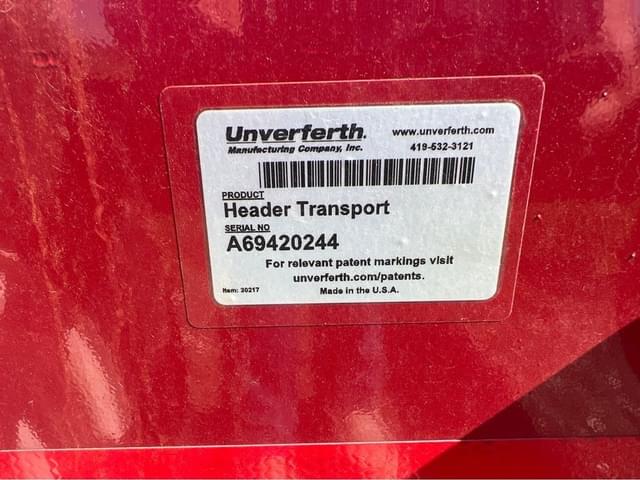 Unverferth. www.unverferth.com
Manufacturing Company, Inc. 419-532-3121
PRODUCT
Header Transport
SERIAL NO
A69420244
For relevant patent markings visit
unverferth.com/patents.
Item: 30217 Made in the U.S.A.